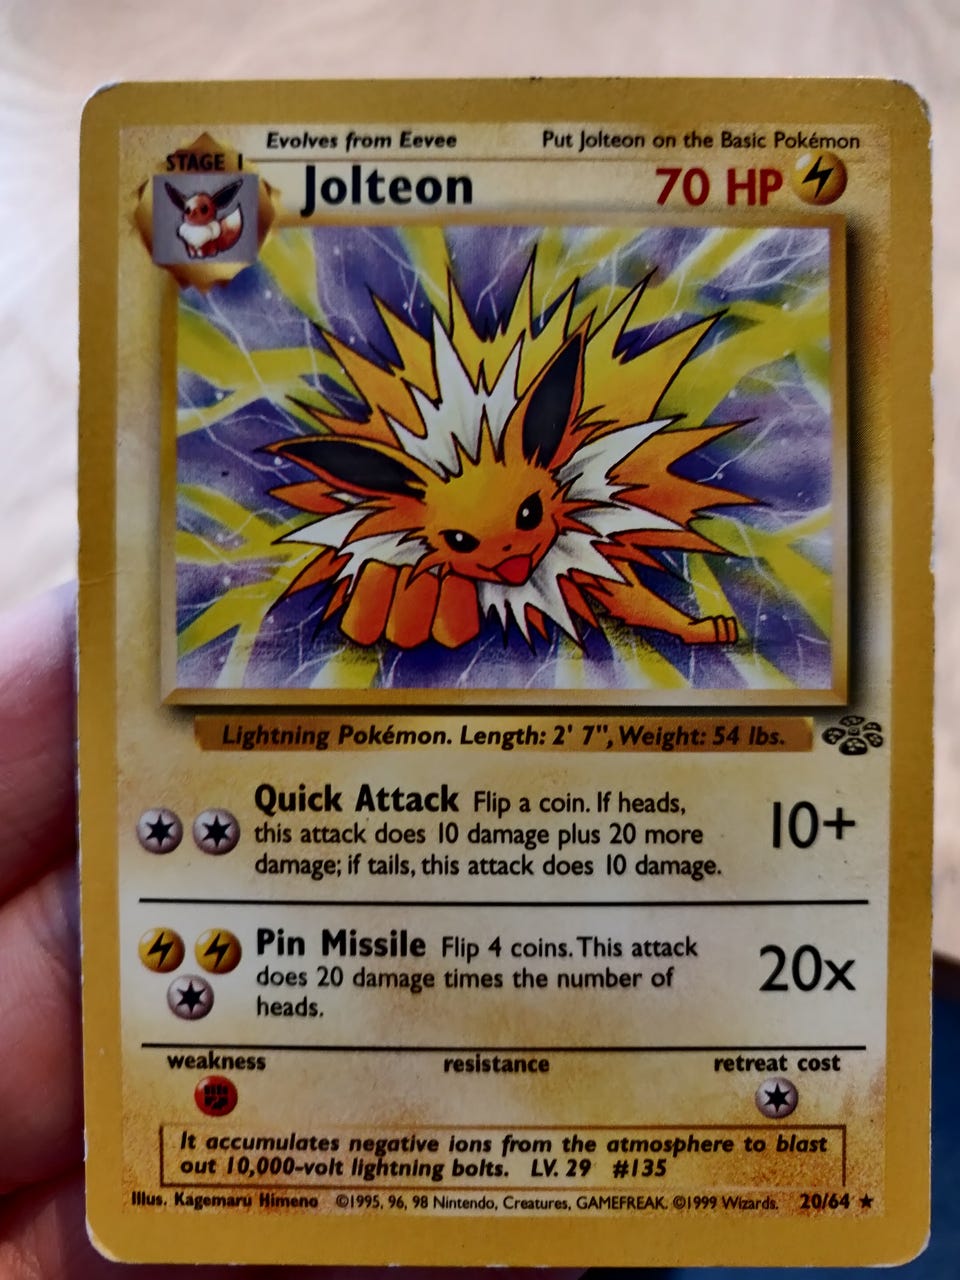 Evolves from Eevee Put Jolteon on the Basic Pokémon
STAGE 1
Jolteon 70 HP
Lightning Pokémon. Length: 2' 7", Weight: 54 lbs.
Quick Attack Flip a coin. If heads,
this attack does 10 damage plus 20 more
damage; if tails, this attack does 10 damage.
10+
Pin Missile Flip 4 coins. This attack
does 20 damage times the number of
heads.
20x
weakness resistance retreat cost
It accumulates negative ions from the atmosphere to blast
out 10,000-volt lightning bolts. LV. 29 #135
Illus. Kagemaru Himeno ©1995, 96, 98 Nintendo, Creatures, GAMEFREAK. ©1999 Wizards. 20/64 ★